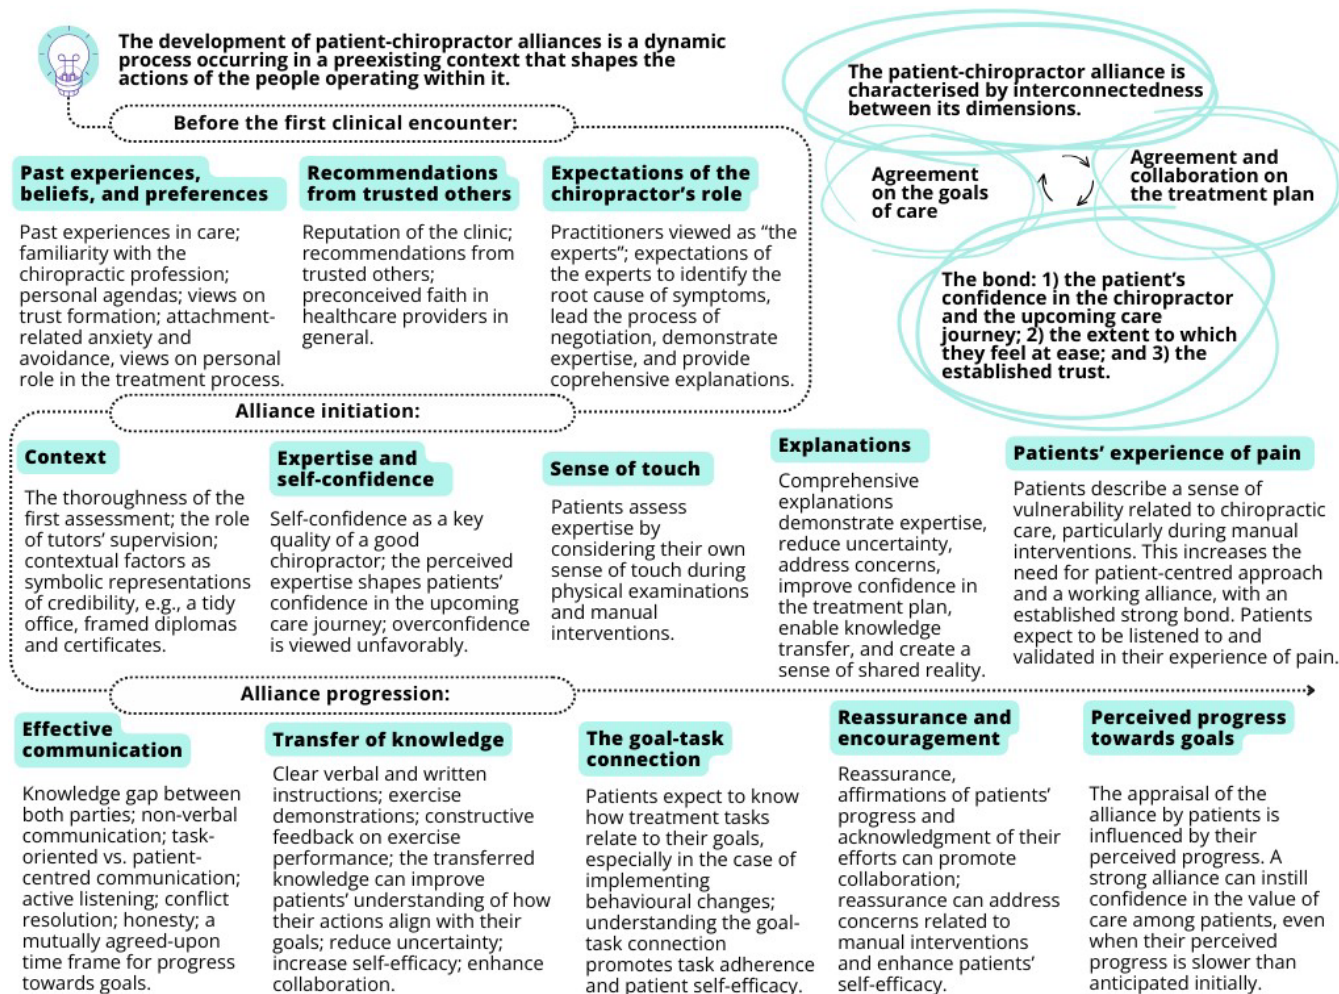 The development of patient-chiropractor alliances is a dynamic
process occurring in a preexisting context that shapes the
actions of the people operating within it.
The patient-chiropractor alliance is
characterised by interconnectedness
between its dimensions.
Agreement
on the goals
of care
Agreement and
collaboration on
the treatment plan
The bond: 1) the patient's
confidence in the chiropractor
and the upcoming care
journey; 2) the extent to which
they feel at ease; and 3) the
established trust.
Before the first clinical encounter:
Past experiences,
beliefs, and preferences
Past experiences in care;
familiarity with the
chiropractic profession;
personal agendas; views on
trust formation; attachment-
related anxiety and
avoidance, views on personal
role in the treatment process.
Recommendations
from trusted others
Reputation of the clinic;
recommendations from
trusted others;
preconceived faith in
healthcare providers in
general.
Expectations of the
chiropractor's role
Practitioners viewed as "the
experts"; expectations of
the experts to identify the
root cause of symptoms,
lead the process of
negotiation, demonstrate
expertise, and provide
coprehensive explanations.
Alliance initiation:
Context
The thoroughness of the
first assessment; the role
of tutors' supervision;
contextual factors as
symbolic representations
of credibility, e.g., a tidy
office, framed diplomas
and certificates.
Expertise and
self-confidence
Self-confidence as a key
quality of a good
chiropractor; the perceived
expertise shapes patients'
confidence in the upcoming
care journey; overconfidence
is viewed unfavorably.
Sense of touch
Patients assess
expertise by
considering their own
sense of touch during
physical examinations
and manual
interventions.
Explanations
Comprehensive
explanations
demonstrate expertise,
reduce uncertainty,
address concerns,
improve confidence in
the treatment plan,
enable knowledge
transfer, and create a
sense of shared reality.
Patients' experience of pain
Patients describe a sense of
vulnerability related to chiropractic
care, particularly during manual
interventions. This increases the
need for patient-centred approach
and a working alliance, with an
established strong bond. Patients
expect to be listened to and
validated in their experience of pain.
Alliance progression:
Effective
communication
Knowledge gap between
both parties; non-verbal
communication; task-
oriented vs. patient-
centred communication;
active listening; conflict
resolution; honesty; a
mutually agreed-upon
time frame for progress
towards goals.
Transfer of knowledge
Clear verbal and written
instructions; exercise
demonstrations; constructive
feedback on exercise
performance; the transferred
knowledge can improve
patients' understanding of how
their actions align with their
goals; reduce uncertainty;
increase self-efficacy; enhance
collaboration.
The goal-task
connection
Patients expect to know
how treatment tasks
relate to their goals,
especially in the case of
implementing
behavioural changes;
understanding the goal-
task connection
promotes task adherence
and patient self-efficacy.
Reassurance and
encouragement
Reassurance,
affirmations of patients'
progress and
acknowledgment of their
efforts can promote
collaboration;
reassurance can address
concerns related to
manual interventions
and enhance patients'
self-efficacy.
Perceived progress
towards goals
The appraisal of the
alliance by patients is
influenced by their
perceived progress. A
strong alliance can instill
confidence in the value of
care among patients, even
when their perceived
progress is slower than
anticipated initially.